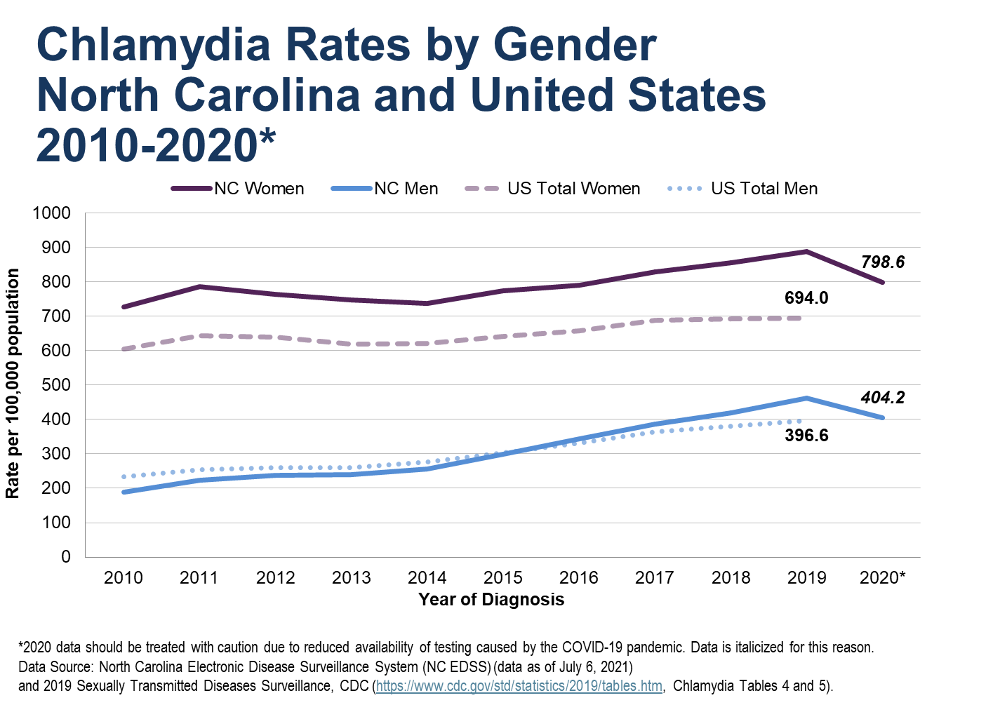 Chlamydia Rates by Gender
North Carolina and United States
2010-2020*
NC Women NC Men US Total Women US Total Men
1000
900
800
700
600
500
400
300
200
100
0
Rate per 100,000 population
798.6
694.0
404.2
396.6
2010 2011 2012 2013 2014 2015 2016 2017 2018 2019 2020*
Year of Diagnosis
*2020 data should be treated with caution due to reduced availability of testing caused by the COVID-19 pandemic. Data is italicized for this reason.
Data Source: North Carolina Electronic Disease Surveillance System (NC EDSS) (data as of July 6, 2021)
and 2019 Sexually Transmitted Diseases Surveillance, CDC (https://www.cdc.gov/std/statistics/2019/tables.htm, Chlamydia Tables 4 and 5).